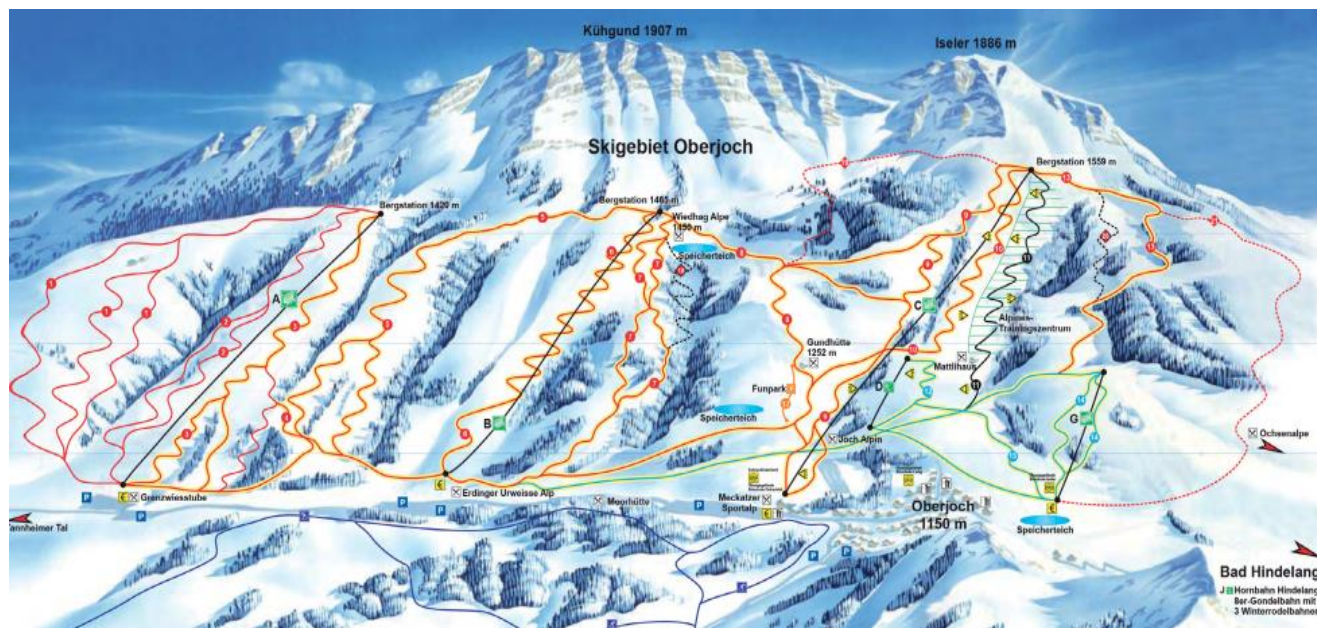 Kühgund 1907 m
Iseler 1886 m
Skigebiet Oberjoch
Bergstation 1559 m
Bergstation 1420 m
Bergstation 1465 m
Wiedhag Alpe
Speicherteich
A
B
C
D
G
Alpines
Trainingszentrum
Gundhütte
1252 m
Mattlihaus
Funpark
Speicherteich
Joch Alpin
Ochsenalpe
Grenzwiesstube
Erdinger Urweisse Alp
Moorhütte
Meckatzer
Sportalp
Oberjoch
1150 m
Speicherteich
annheimer Tal
Bad Hindelang
J Hornbahn Hindelang
8er-Gondelbahn mit
3 Winterrodelbahnen